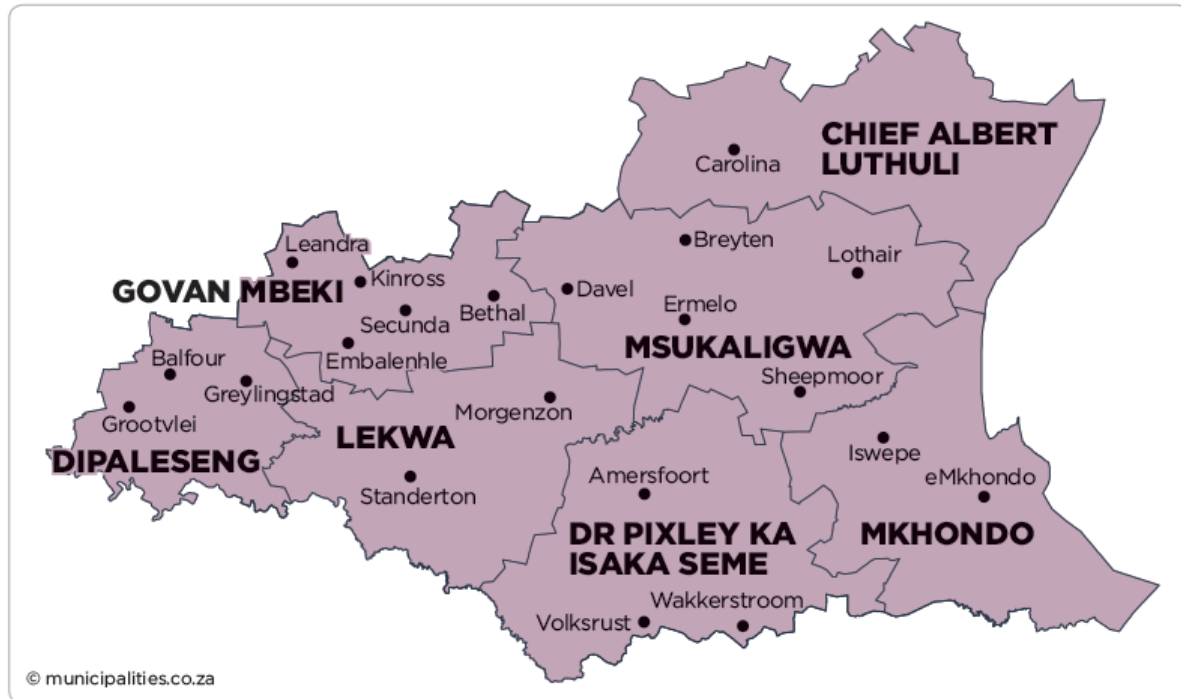 CHIEF ALBERT
LUTHULI
Carolina
Breyten
Lothair
Leandra
Kinross
GOVAN MBEKI
Davel
Bethal
Ermelo
Secunda
MSUKALIGWA
Embalenhle
Balfour
Sheepmoor
Greylingstad
Morgenzon
Grootvlei
LEKWA
Iswepe
DIPALESENG
Amersfoort
eMkhondo
Standerton
DR PIXLEY KA
ISAKA SEME
MKHONDO
Wakkerstroom
Volksrust
© municipalities.co.za